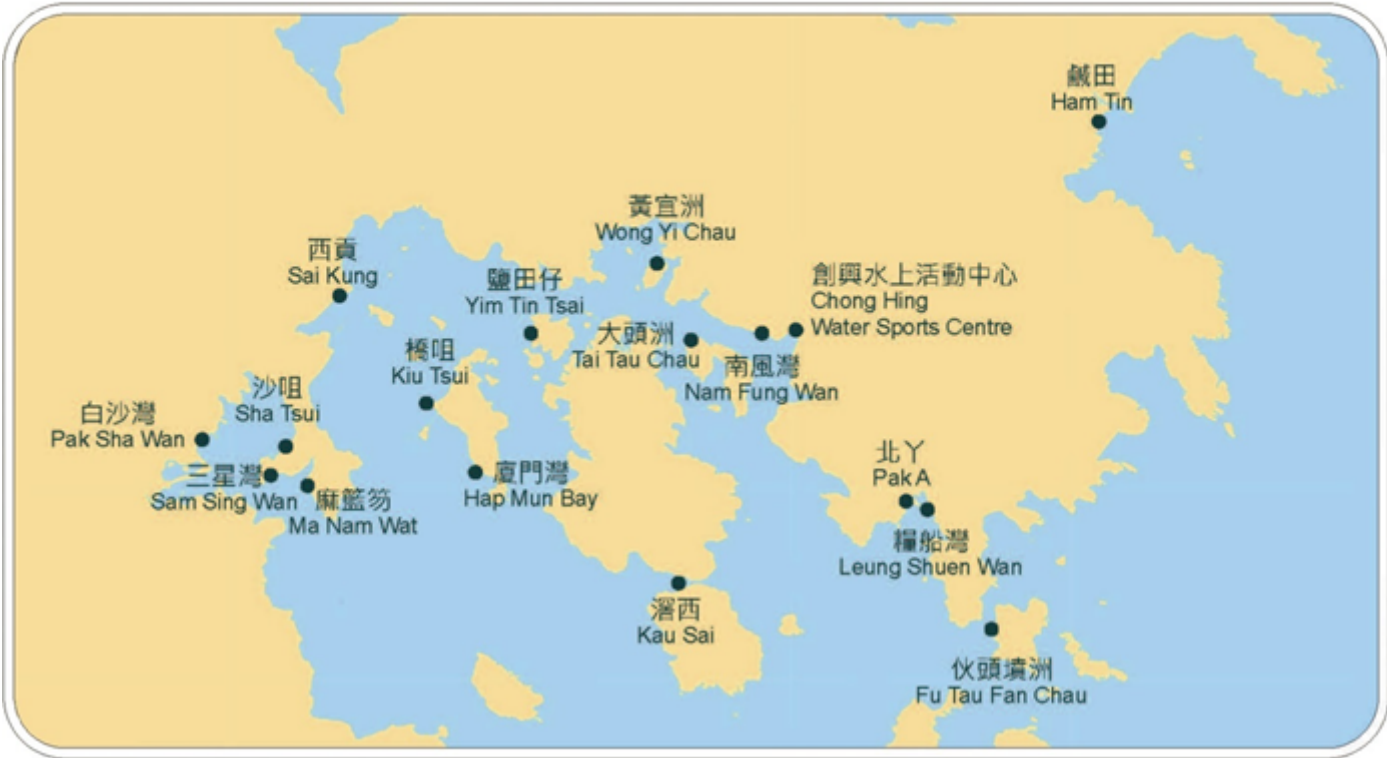 鹹田
Ham Tin
黃宜洲
Wong Yi Chau
西貢
Sai Kung
鹽田仔
Yim Tin Tsai
創興水上活動中心
Chong Hing
Water Sports Centre
大頭洲
Tai Tau Chau
橋咀
Kiu Tsui
南風灣
Nam Fung Wan
沙咀
Sha Tsui
白沙灣
Pak Sha Wan
三星灣
Sam Sing Wan
麻籃笏
Ma Nam Wat
廈門灣
Hap Mun Bay
北丫
Pak A
糧船灣
Leung Shuen Wan
滘西
Kau Sai
伙頭墳洲
Fu Tau Fan Chau